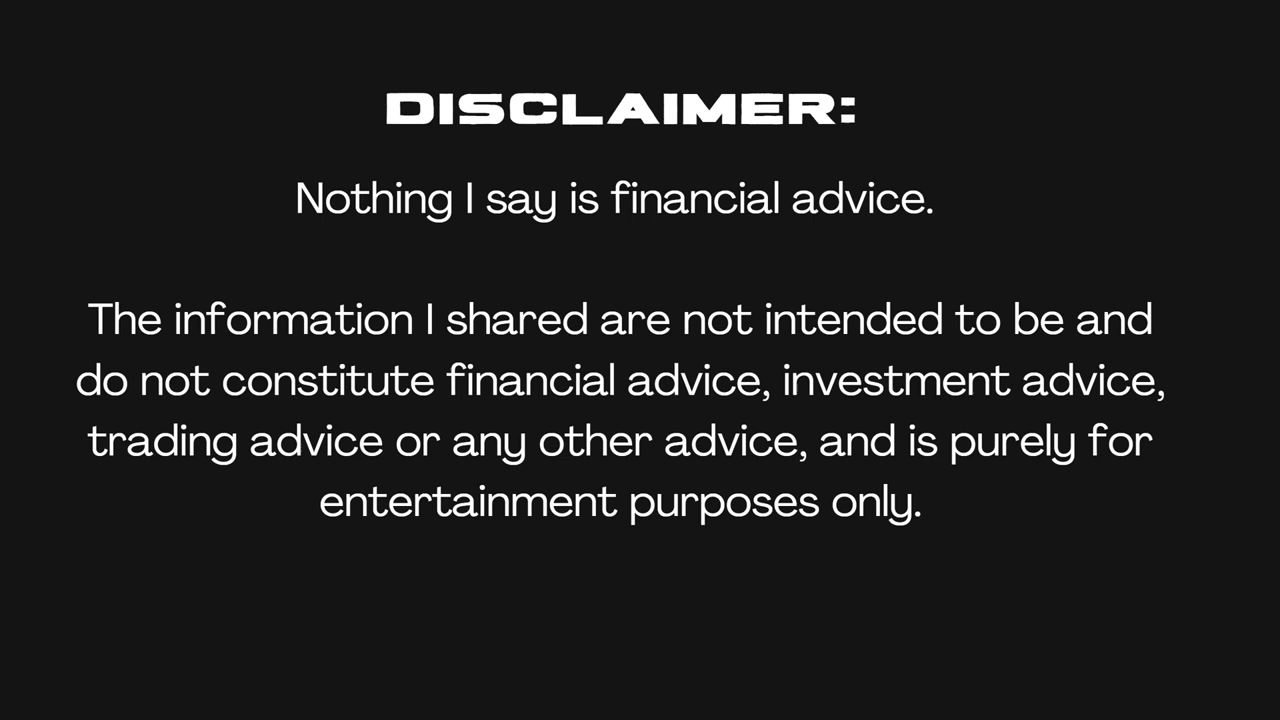 DISCLAIMER:
Nothing I say is financial advice.
The information I shared are not intended to be and
do not constitute financial advice, investment advice,
trading advice or any other advice, and is purely for
entertainment purposes only.